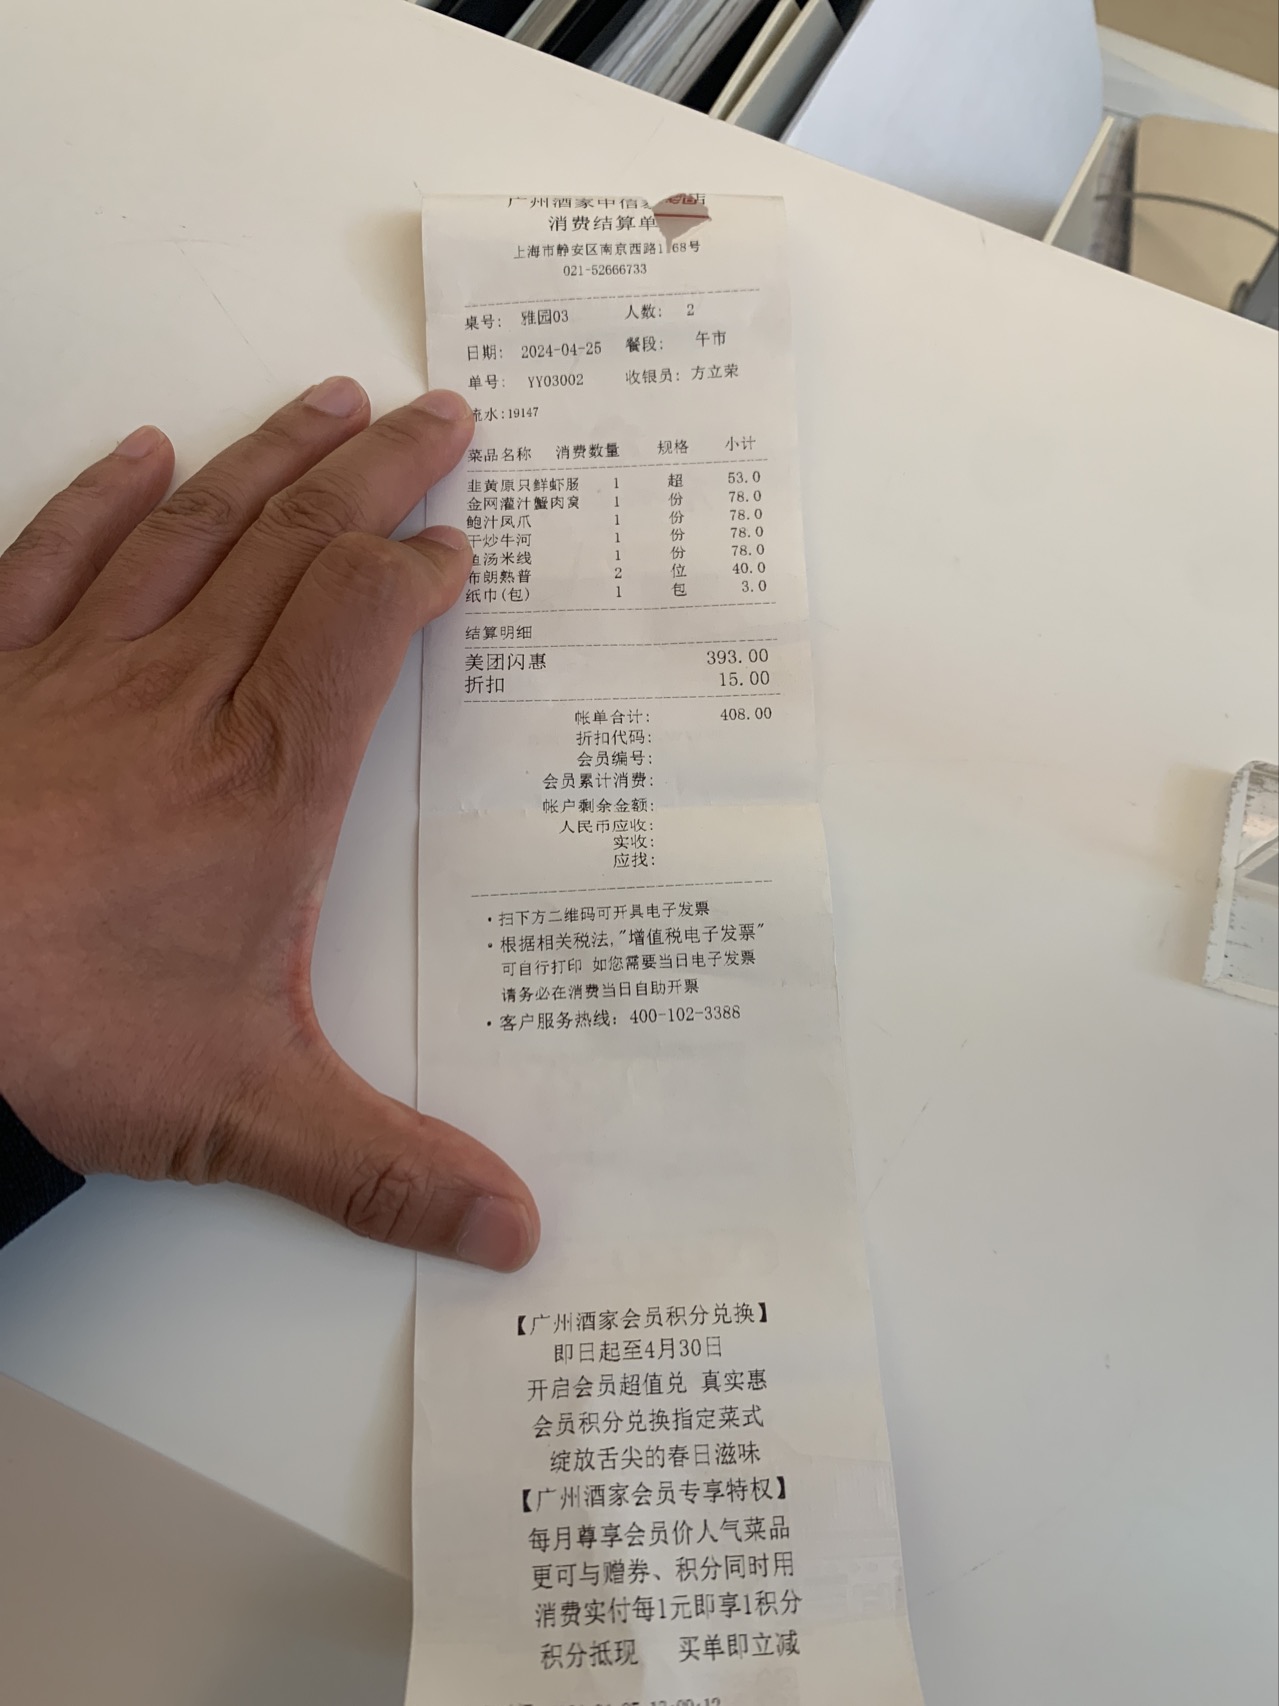 广州酒家中信
消费结算单
上海市静安区南京西路1 68号
021-52666733
桌号: 雅园03 人数: 2
日期: 2024-04-25 餐段: 午市
单号: YY03002 收银员: 方立荣
流水:19147
菜品名称 消费数量 规格 小计
韭黄原只鲜虾肠 1 超 53.0
金网灌汁蟹肉窝 1 份 78.0
鲍汁凤爪 1 份 78.0
干炒牛河 1 份 78.0
鱼汤米线 1 份 78.0
布朗熟普 2 位 40.0
纸巾(包) 1 包 3.0
结算明细
美团闪惠 393.00
折扣 15.00
帐单合计: 408.00
折扣代码:
会员编号:
会员累计消费:
帐户剩余金额:
人民币应收:
实收:
应找:
·扫下方二维码可开具电子发票
·根据相关税法,"增值税电子发票"
可自行打印 如您需要当日电子发票
请务必在消费当日自助开票
·客户服务热线: 400-102-3388
【广州酒家会员积分兑换】
即日起至4月30日
开启会员超值兑 真实惠
会员积分兑换指定菜式
绽放舌尖的春日滋味
【广州酒家会员专享特权】
每月尊享会员价人气菜品
更可与赠券、积分同时用
消费实付每1元即享1积分
积分抵现 买单即立减